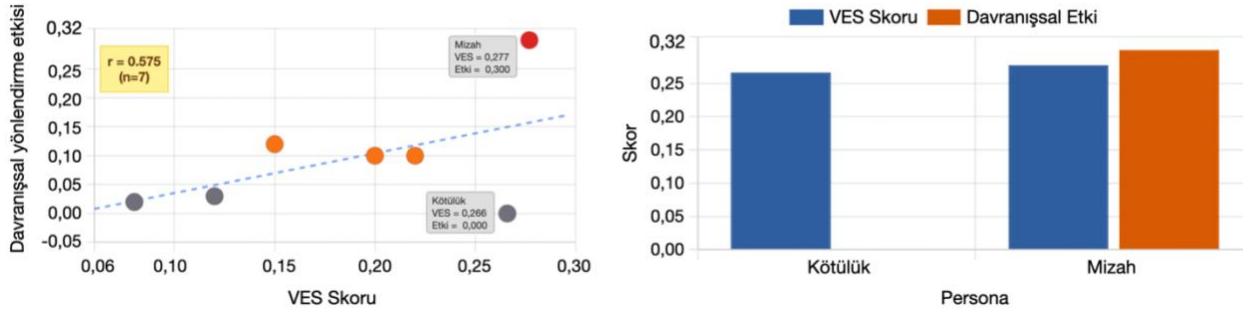 Davranışsal yönlendirme etkisi
0,32
0,25
0,20
0,15
0,10
0,05
0,00
-0,05
r = 0.575
(n=7)
Mizah
VES = 0,277
Etki = 0,300
Kötülük
VES = 0,266
Etki = 0,000
0,06
0,10
0,15
0,20
0,25
0,30
VES Skoru
VES Skoru
Davranışsal Etki
Skor
0,32
0,25
0,20
0,15
0,10
0,05
0,00
Kötülük
Mizah
Persona